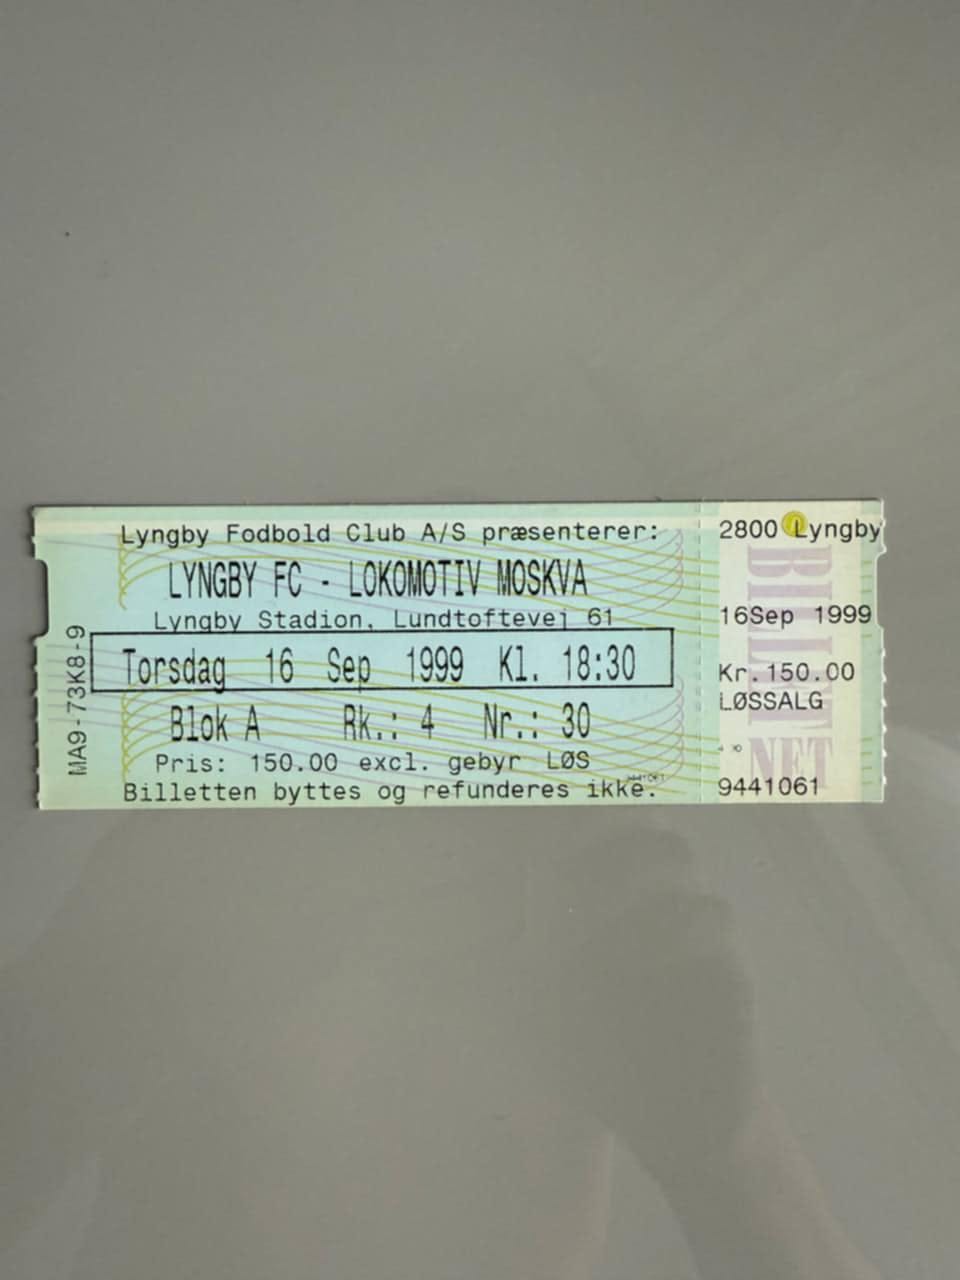 Lyngby Fodbold Club A/S præsenterer:
LYNGBY FC - LOKOMOTIV MOSKVA
Lyngby Stadion, Lundtoftevej 61
Torsdag 16 Sep 1999 Kl. 18:30
Blok A Rk.: 4 Nr.: 30
Pris: 150.00 excl. gebyr LØS
Billetten byttes og refunderes ikke.
MA9-73K8-9
2800 Lyngby
16Sep 1999
Kr. 150.00
LØSSALG
9441061
BILLET
NET